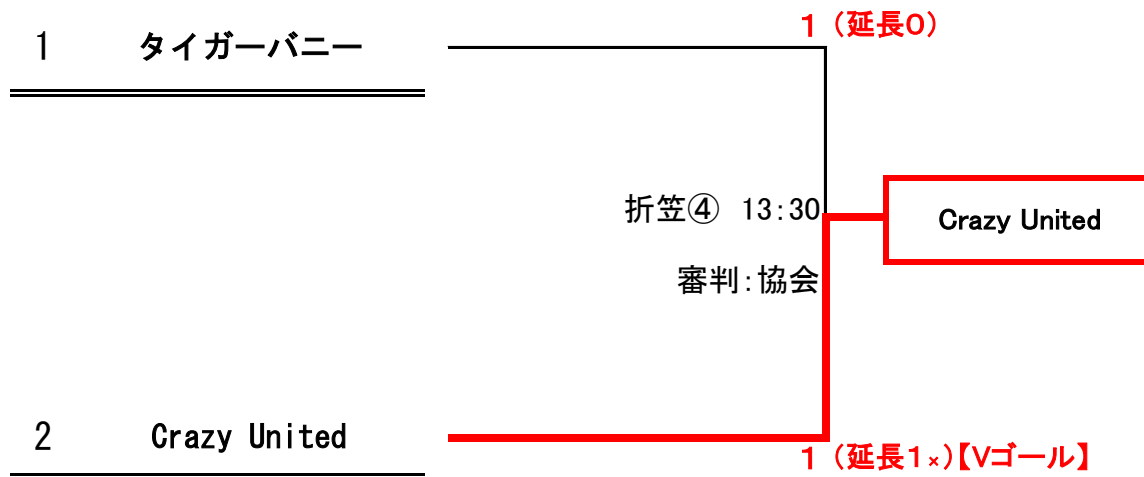 1 (延長0)
1 タイガーバニー
折笠④ 13:30
Crazy United
審判:協会
2 Crazy United
1 (延長1×)【Vゴール】